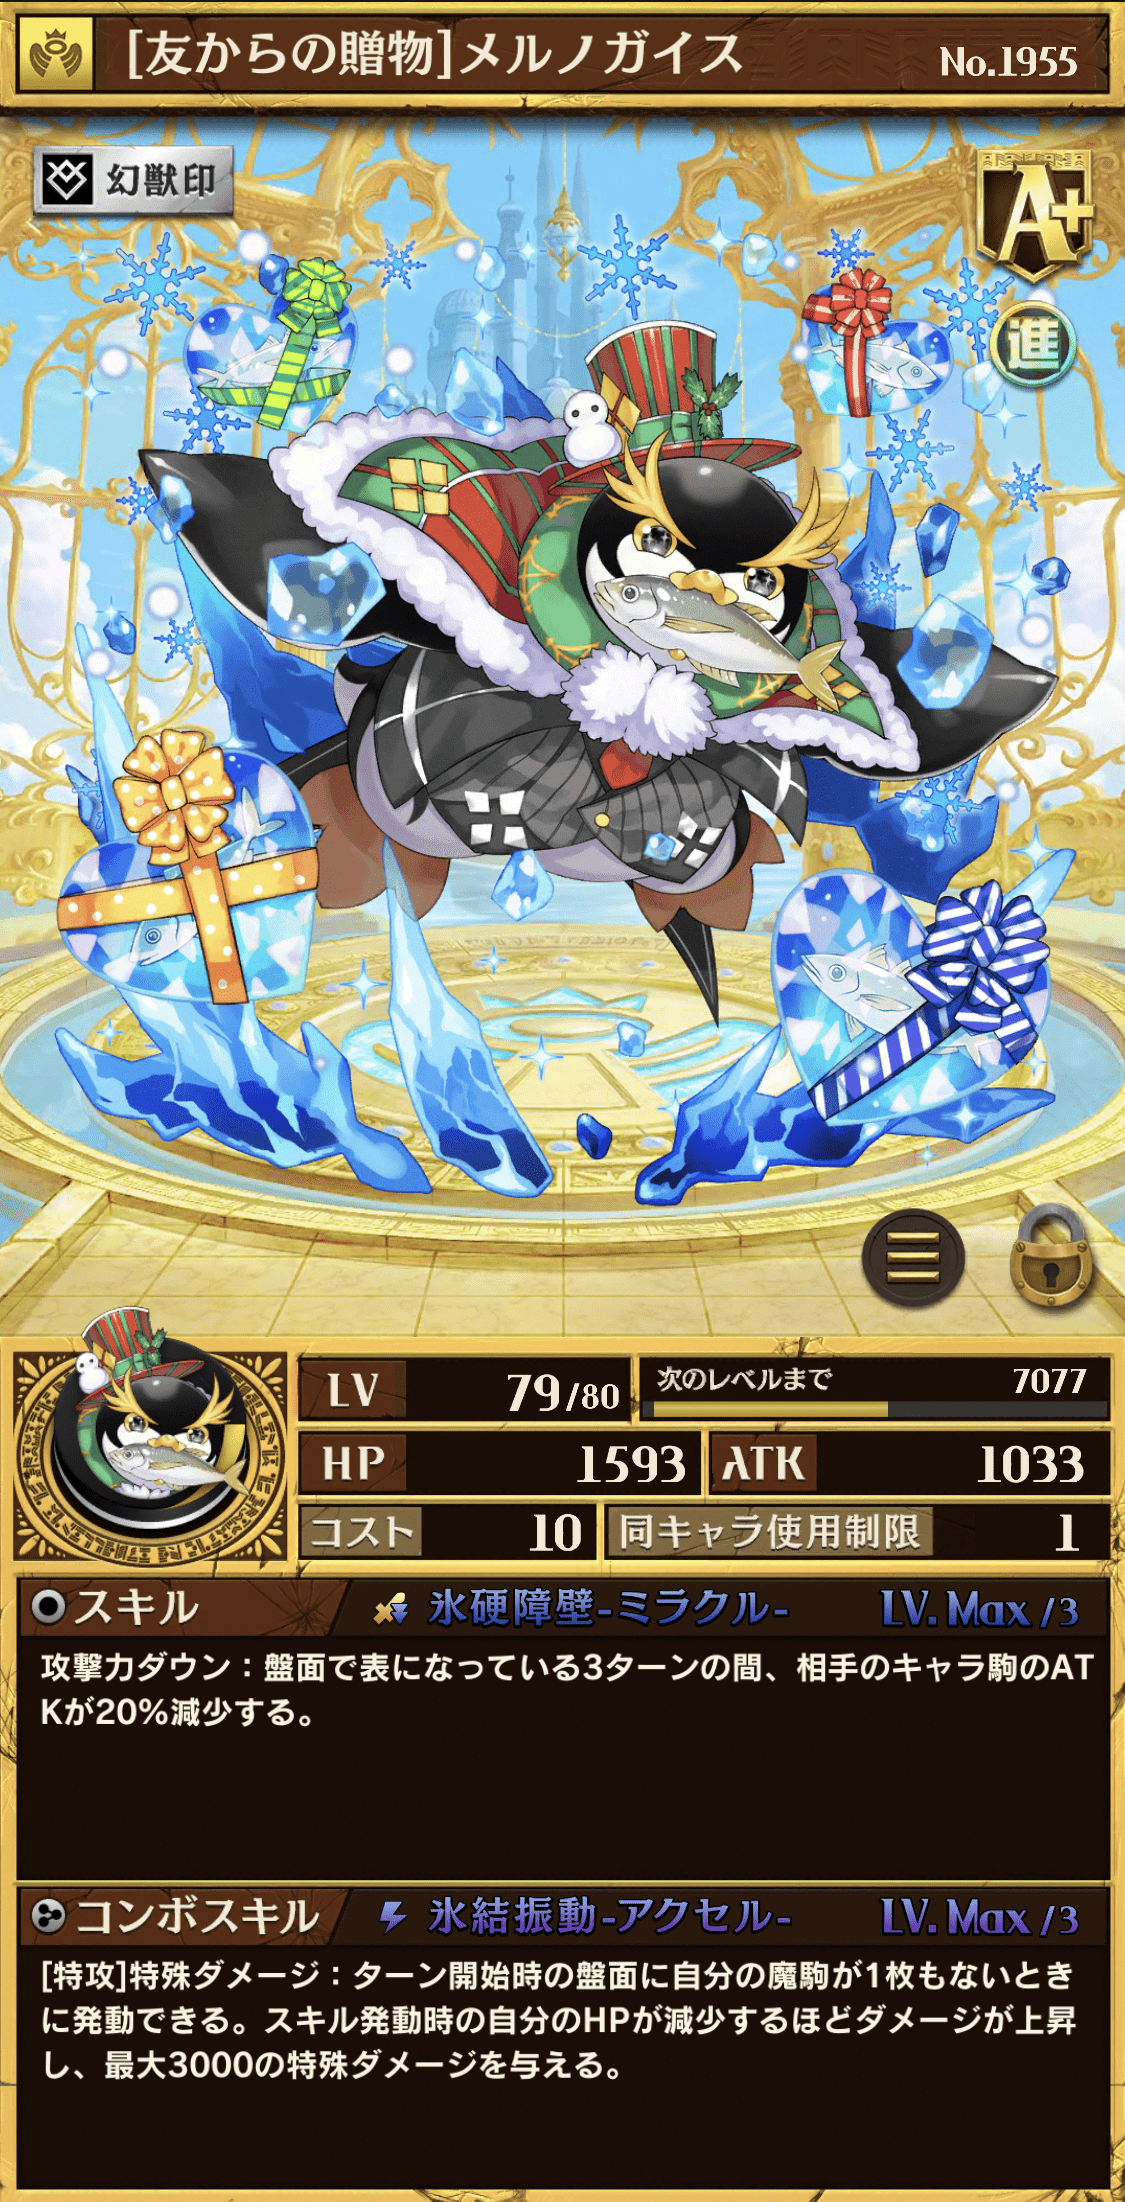 [友からの贈物]メルノガイス
No.1955
幻獣印
A+
進
LV 79/80
次のレベルまで 7077
HP 1593
ATK 1033
コスト 10
同キャラ使用制限 1
スキル 氷硬障壁-ミラクル- LV. Max /3
攻撃力ダウン：盤面で表になっている3ターンの間、相手のキャラ駒のAT
Kが20%減少する。
コンボスキル 氷結振動-アクセル- LV. Max /3
[特攻]特殊ダメージ：ターン開始時の盤面に自分の魔駒が1枚もないとき
に発動できる。スキル発動時の自分のHPが減少するほどダメージが上昇
し、最大3000の特殊ダメージを与える。